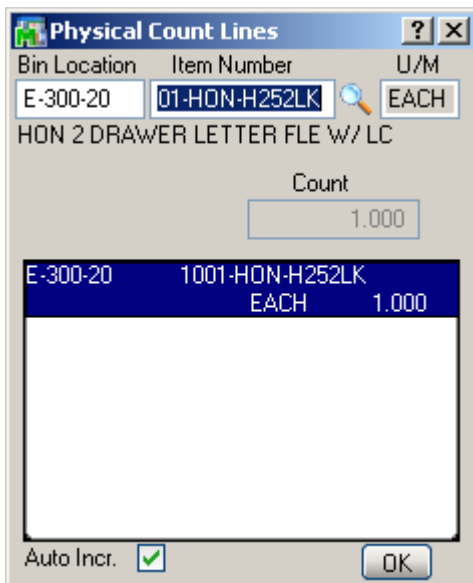 Physical Count Lines
Bin Location Item Number U/M
E-300-20 01-HON-H252LK EACH
HON 2 DRAWER LETTER FLE W/ LC
Count
1.000
E-300-20 1001-HON-H252LK
EACH 1.000
Auto Incr. OK